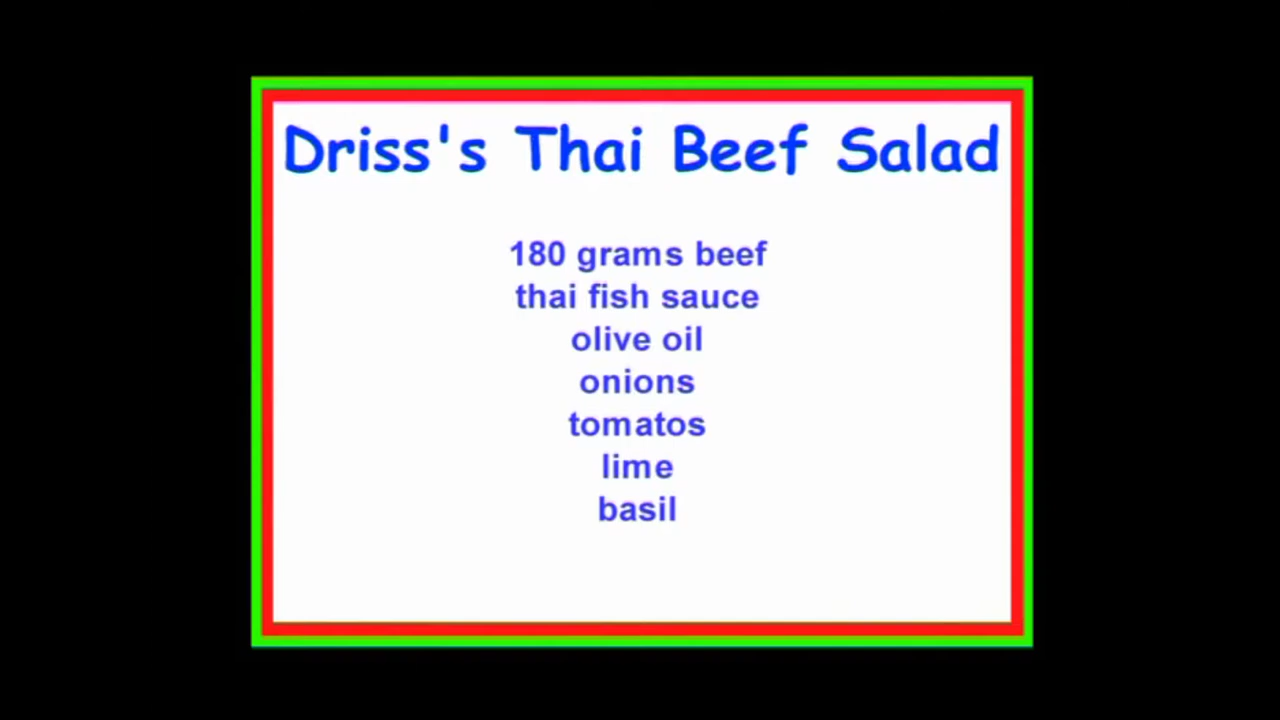 Driss's Thai Beef Salad
180 grams beef
thai fish sauce
olive oil
onions
tomatos
lime
basil